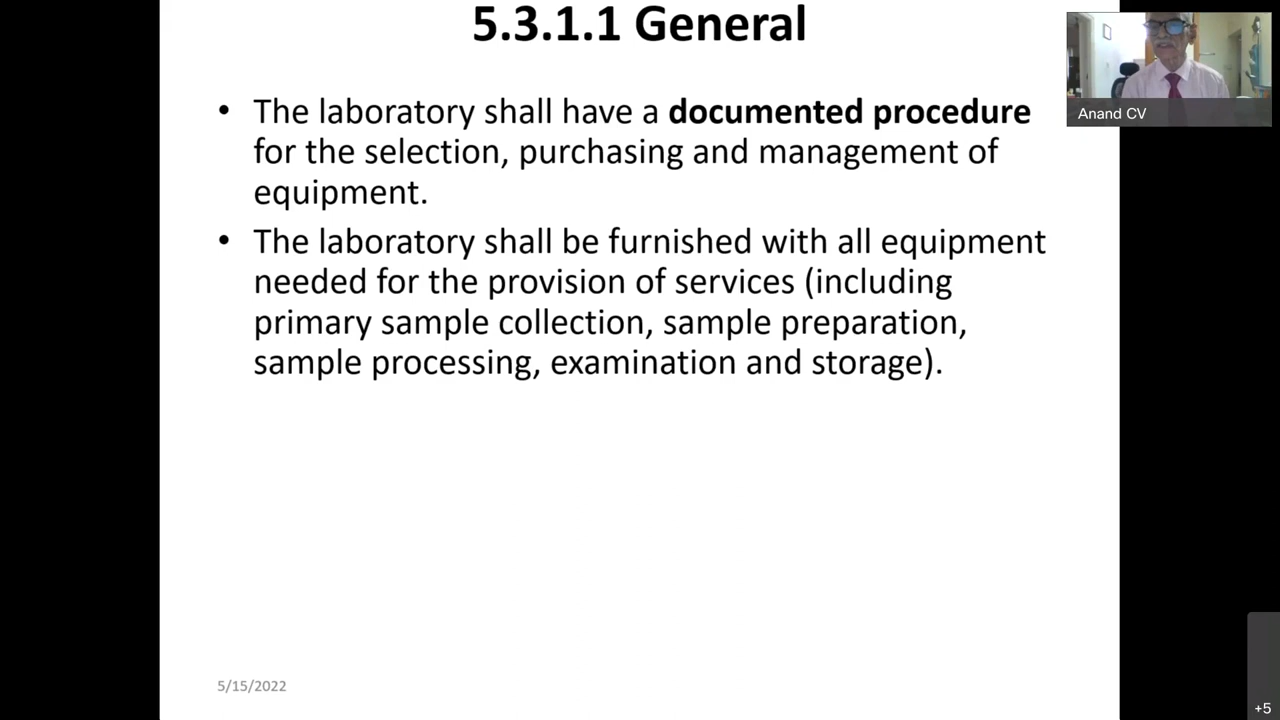 5.3.1.1 General
• The laboratory shall have a documented procedure
for the selection, purchasing and management of
equipment.
• The laboratory shall be furnished with all equipment
needed for the provision of services (including
primary sample collection, sample preparation,
sample processing, examination and storage).
5/15/2022
Anand CV
+5